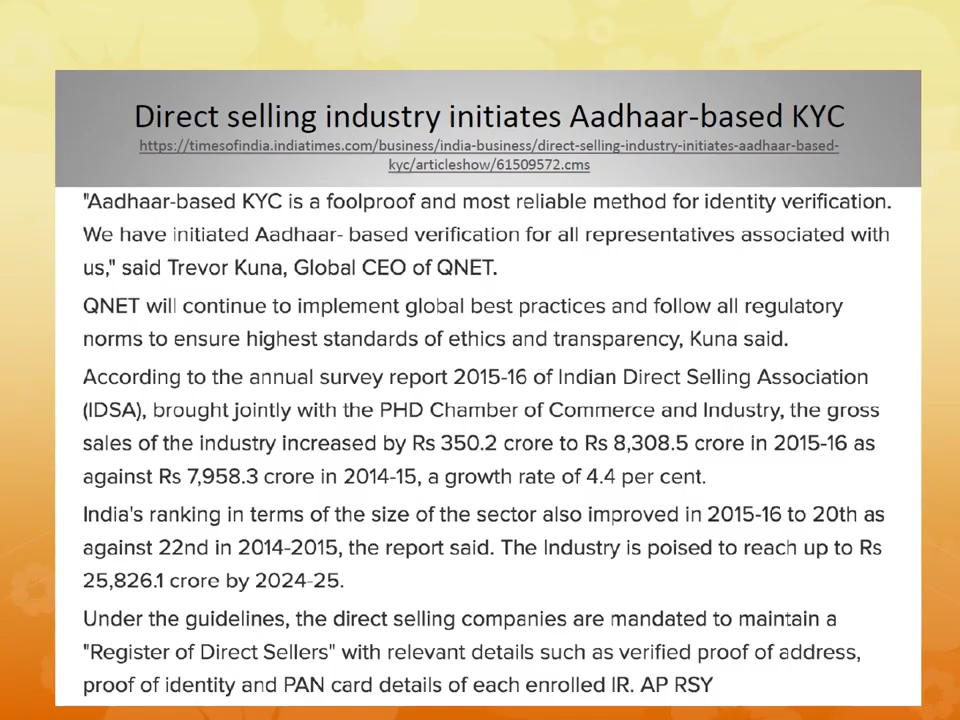 Direct selling industry initiates Aadhaar-based KYC
https://timesofindia.indiatimes.com/business/india-business/direct-selling-industry-initiates-aadhaar-based-
kyc/articleshow/61509572.cms
"Aadhaar-based KYC is a foolproof and most reliable method for identity verification.
We have initiated Aadhaar- based verification for all representatives associated with
us," said Trevor Kuna, Global CEO of QNET.
QNET will continue to implement global best practices and follow all regulatory
norms to ensure highest standards of ethics and transparency, Kuna said.
According to the annual survey report 2015-16 of Indian Direct Selling Association
(IDSA), brought jointly with the PHD Chamber of Commerce and Industry, the gross
sales of the industry increased by Rs 350.2 crore to Rs 8,308.5 crore in 2015-16 as
against Rs 7,958.3 crore in 2014-15, a growth rate of 4.4 per cent.
India's ranking in terms of the size of the sector also improved in 2015-16 to 20th as
against 22nd in 2014-2015, the report said. The Industry is poised to reach up to Rs
25,826.1 crore by 2024-25.
Under the guidelines, the direct selling companies are mandated to maintain a
"Register of Direct Sellers" with relevant details such as verified proof of address,
proof of identity and PAN card details of each enrolled IR. AP RSY